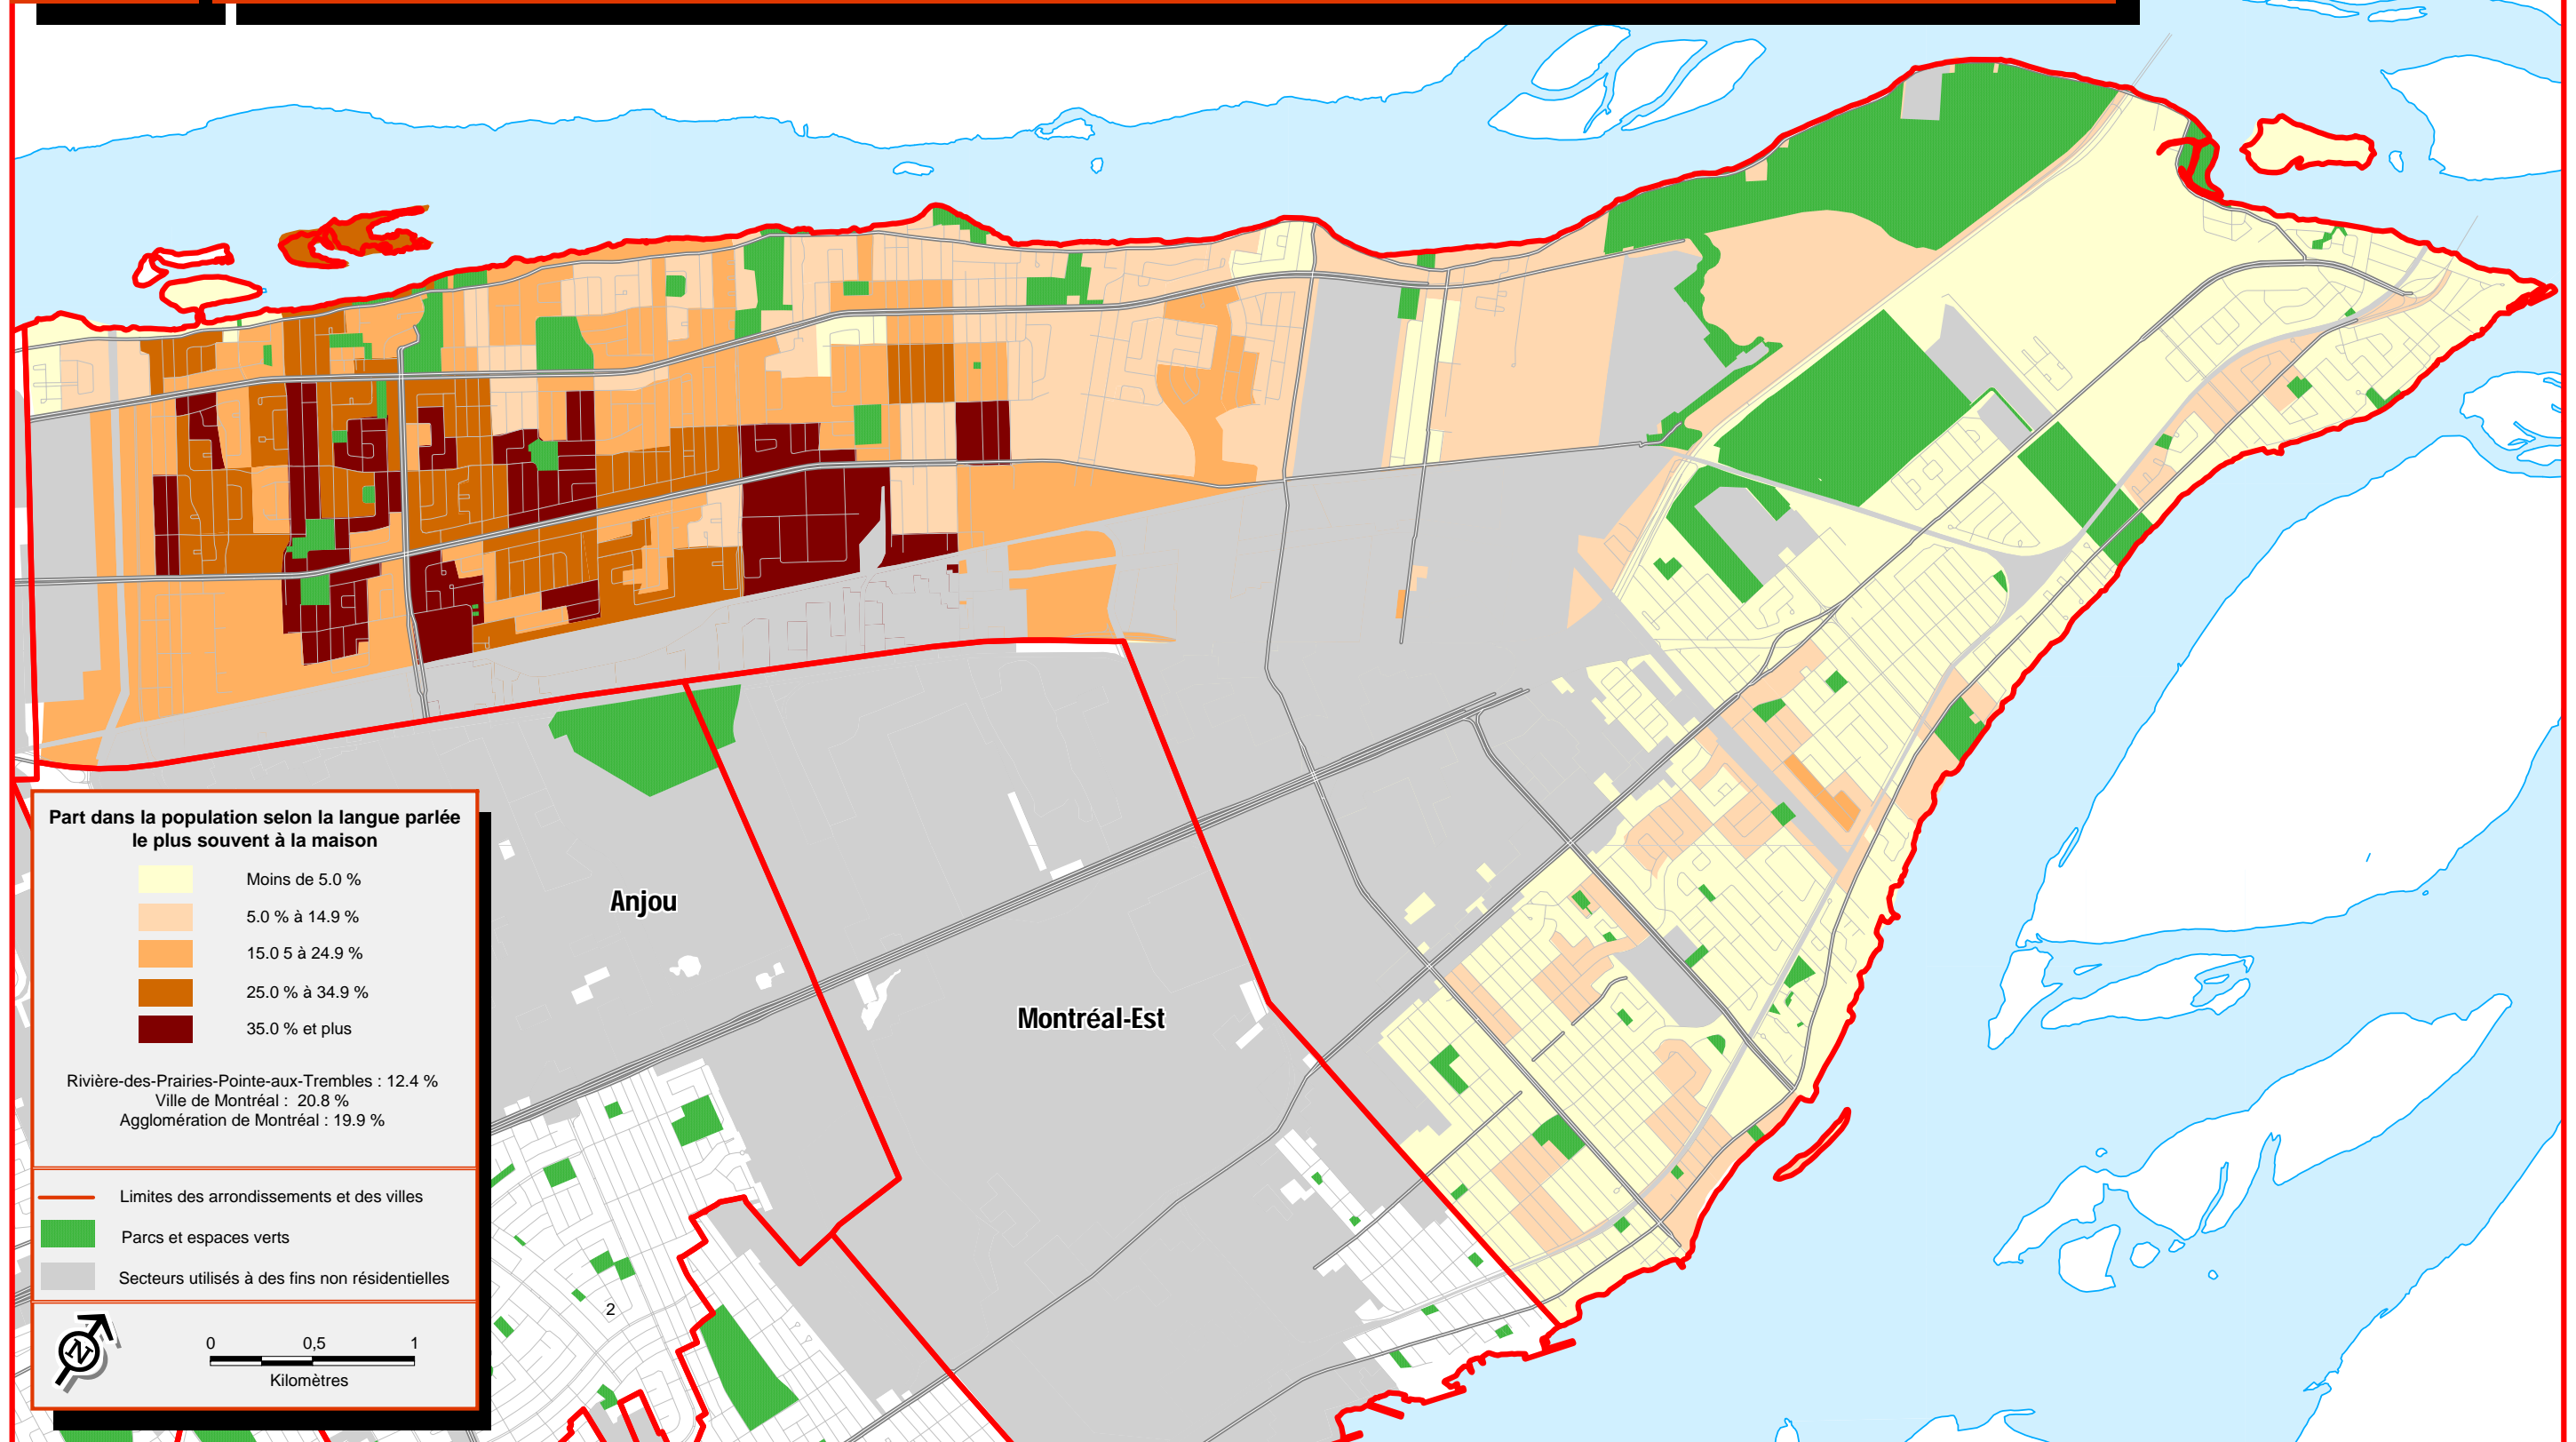 Part dans la population selon la langue parlée
le plus souvent à la maison
Moins de 5.0 %
5.0 % à 14.9 %
15.0 5 à 24.9 %
25.0 % à 34.9 %
35.0 % et plus
Rivière-des-Prairies-Pointe-aux-Trembles : 12.4 %
Ville de Montréal : 20.8 %
Agglomération de Montréal : 19.9 %
Limites des arrondissements et des villes
Parcs et espaces verts
Secteurs utilisés à des fins non résidentielles
N
0 0,5 1
Kilomètres
Anjou
Montréal-Est
2